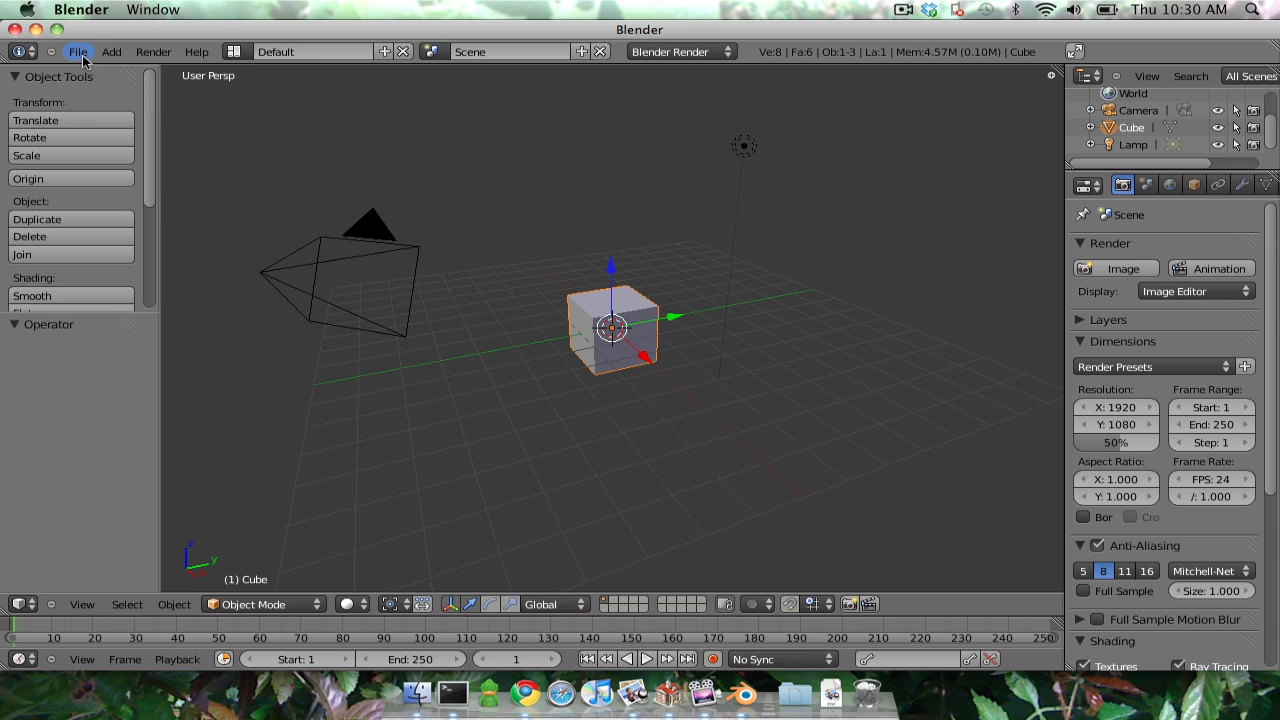 Blender Window Thu 10:30 AM
Blender
File Add Render Help Default Scene Blender Render Ve:8 | Fa:6 | Ob:1-3 | La:1 | Mem:4.57M (0.10M) | Cube
Object Tools
Transform:
Translate
Rotate
Scale
Origin
Object:
Duplicate
Delete
Join
Shading:
Smooth
Operator
User Persp
z
y
(1) Cube
View Search All Scenes
World
Camera
Cube
Lamp
Scene
Render
Image Animation
Display: Image Editor
Layers
Dimensions
Render Presets
Resolution: Frame Range:
X: 1920 Start: 1
Y: 1080 End: 250
50% Step: 1
Aspect Ratio: Frame Rate:
X: 1.000 FPS: 24
Y: 1.000 /: 1.000
Bor Cro
Anti-Aliasing
5 8 11 16 Mitchell-Net
Full Sample Size: 1.000
Full Sample Motion Blur
Shading
Textures Ray Tracing
View Select Object Object Mode Global
10 20 30 40 50 60 70 80 90 100 110 120 130 140 150 160 170 180 190 200 210 220 230 240 250
View Frame Playback Start: 1 End: 250 1 No Sync